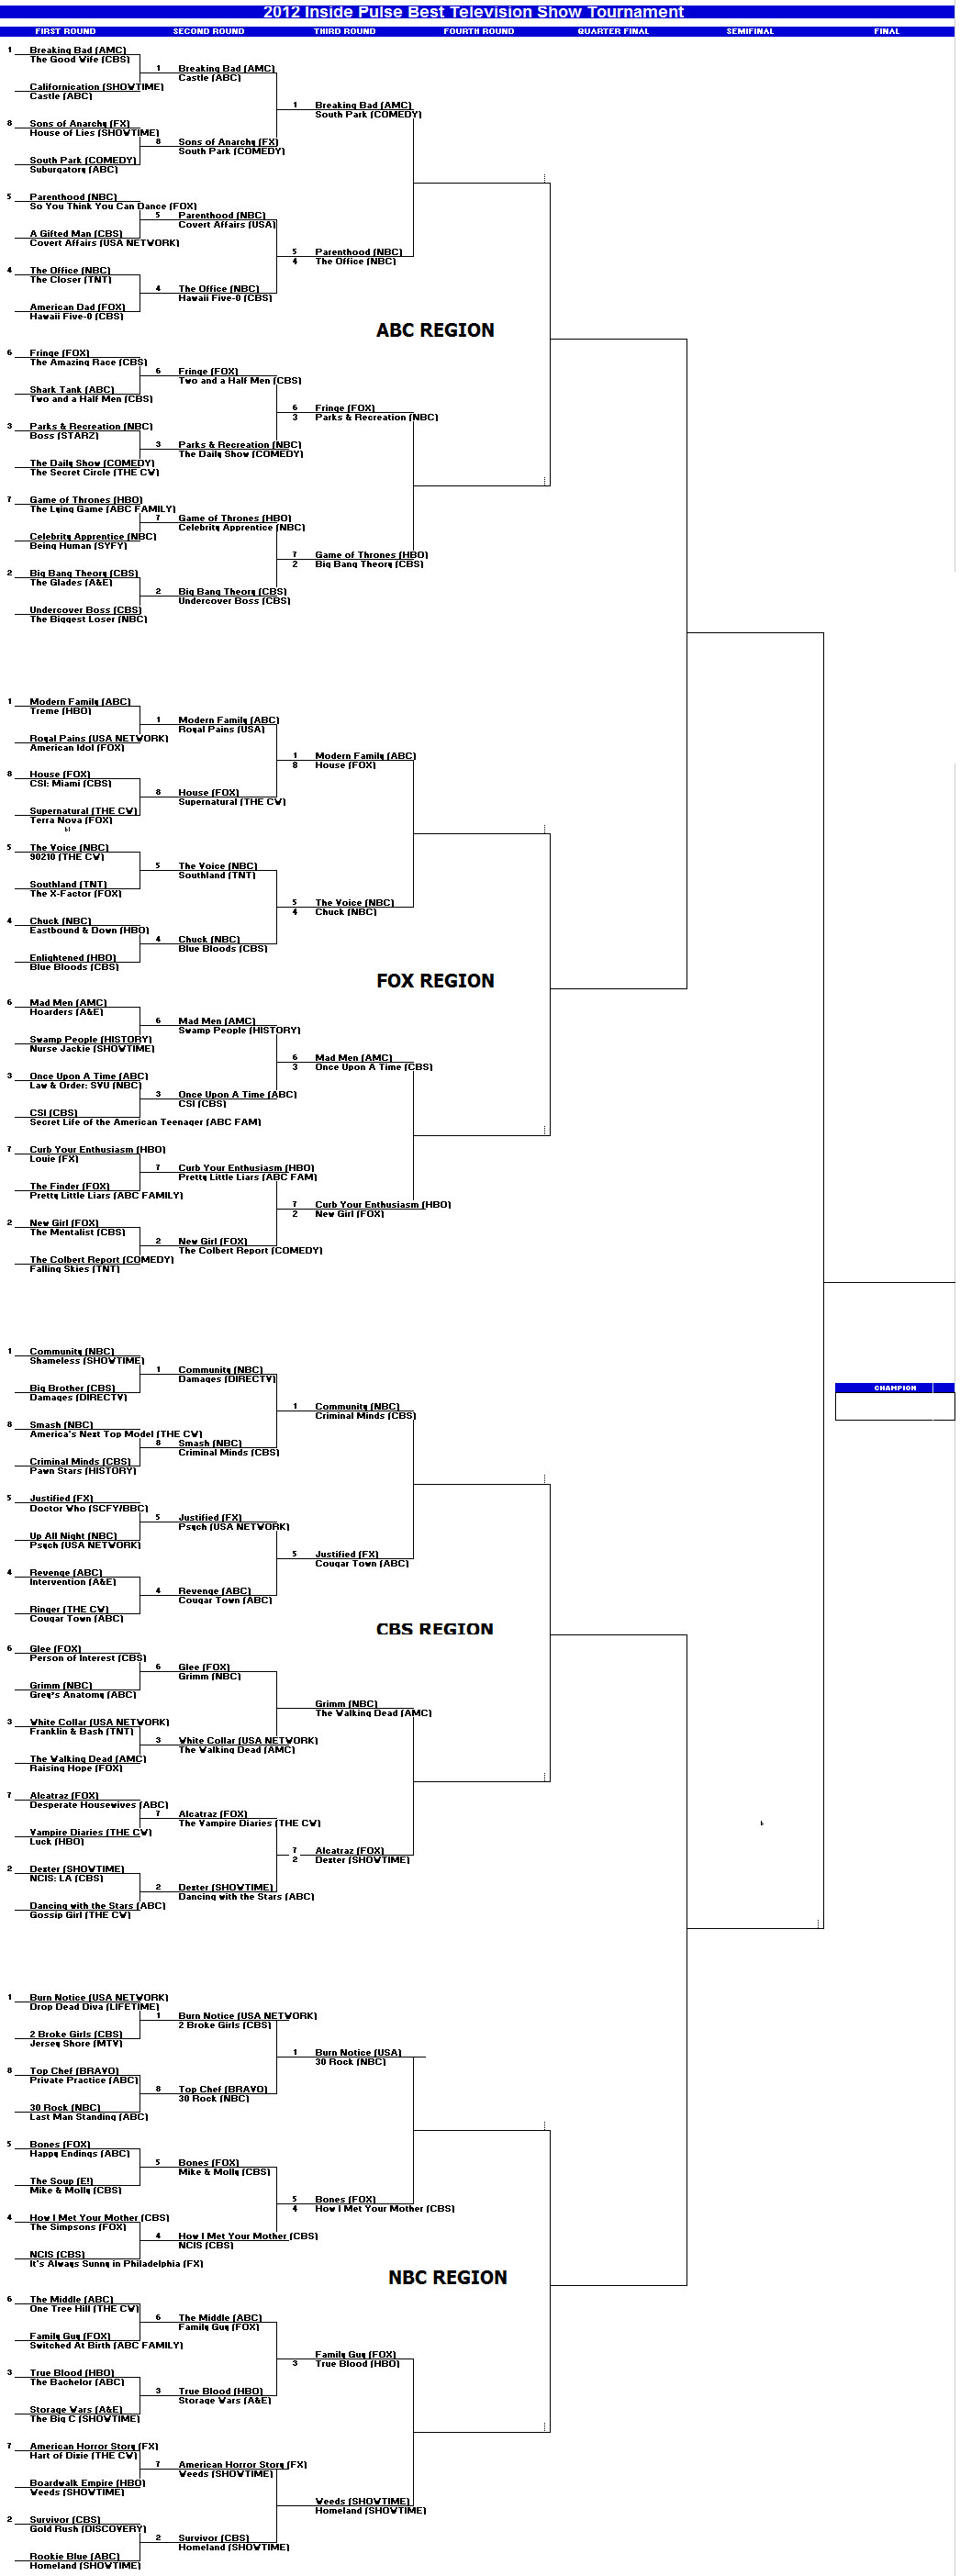 2012 Inside Pulse Best Television Show Tournament
FIRST ROUND SECOND ROUND THIRD ROUND FOURTH ROUND QUARTER FINAL SEMIFINAL FINAL
1 Breaking Bad (AMC)
The Good Wife (CBS)
1 Breaking Bad (AMC)
Castle (ABC)
Californication (SHOWTIME)
Castle (ABC)
1 Breaking Bad (AMC)
South Park (COMEDY)
8 Sons of Anarchy (FX)
House of Lies (SHOWTIME)
8 Sons of Anarchy (FX)
South Park (COMEDY)
South Park (COMEDY)
Suburgatory (ABC)
5 Parenthood (NBC)
So You Think You Can Dance (FOX)
5 Parenthood (NBC)
Covert Affairs (USA)
A Gifted Man (CBS)
Covert Affairs (USA NETWORK)
5 Parenthood (NBC)
4 The Office (NBC)
4 The Office (NBC)
The Closer (TNT)
4 The Office (NBC)
Hawaii Five-0 (CBS)
American Dad (FOX)
Hawaii Five-0 (CBS)
ABC REGION
6 Fringe (FOX)
The Amazing Race (CBS)
6 Fringe (FOX)
Two and a Half Men (CBS)
Shark Tank (ABC)
Two and a Half Men (CBS)
6 Fringe (FOX)
3 Parks & Recreation (NBC)
3 Parks & Recreation (NBC)
Boss (STARZ)
3 Parks & Recreation (NBC)
The Daily Show (COMEDY)
The Daily Show (COMEDY)
The Secret Circle (THE CW)
7 Game of Thrones (HBO)
The Lying Game (ABC FAMILY)
7 Game of Thrones (HBO)
Celebrity Apprentice (NBC)
Celebrity Apprentice (NBC)
Being Human (SYFY)
7 Game of Thrones (HBO)
2 Big Bang Theory (CBS)
2 Big Bang Theory (CBS)
The Glades (A&E)
2 Big Bang Theory (CBS)
Undercover Boss (CBS)
Undercover Boss (CBS)
The Biggest Loser (NBC)
1 Modern Family (ABC)
Treme (HBO)
1 Modern Family (ABC)
Royal Pains (USA)
Royal Pains (USA NETWORK)
American Idol (FOX)
1 Modern Family (ABC)
8 House (FOX)
8 House (FOX)
CSI: Miami (CBS)
8 House (FOX)
Supernatural (THE CW)
Supernatural (THE CW)
Terra Nova (FOX)
5 The Voice (NBC)
90210 (THE CW)
5 The Voice (NBC)
Southland (TNT)
Southland (TNT)
The X-Factor (FOX)
5 The Voice (NBC)
4 Chuck (NBC)
4 Chuck (NBC)
Eastbound & Down (HBO)
4 Chuck (NBC)
Blue Bloods (CBS)
Enlightened (HBO)
Blue Bloods (CBS)
FOX REGION
6 Mad Men (AMC)
Hoarders (A&E)
6 Mad Men (AMC)
Swamp People (HISTORY)
Swamp People (HISTORY)
Nurse Jackie (SHOWTIME)
6 Mad Men (AMC)
3 Once Upon A Time (CBS)
3 Once Upon A Time (ABC)
Law & Order: SVU (NBC)
3 Once Upon A Time (ABC)
CSI (CBS)
CSI (CBS)
Secret Life of the American Teenager (ABC FAM)
7 Curb Your Enthusiasm (HBO)
Louie (FX)
7 Curb Your Enthusiasm (HBO)
Pretty Little Liars (ABC FAM)
The Finder (FOX)
Pretty Little Liars (ABC FAMILY)
7 Curb Your Enthusiasm (HBO)
2 New Girl (FOX)
2 New Girl (FOX)
The Mentalist (CBS)
2 New Girl (FOX)
The Colbert Report (COMEDY)
The Colbert Report (COMEDY)
Falling Skies (TNT)
1 Community (NBC)
Shameless (SHOWTIME)
1 Community (NBC)
Damages (DIRECTV)
Big Brother (CBS)
Damages (DIRECTV)
CHAMPION
1 Community (NBC)
Criminal Minds (CBS)
8 Smash (NBC)
America's Next Top Model (THE CW)
8 Smash (NBC)
Criminal Minds (CBS)
Criminal Minds (CBS)
Pawn Stars (HISTORY)
5 Justified (FX)
Doctor Who (SCFY/BBC)
5 Justified (FX)
Psych (USA NETWORK)
Up All Night (NBC)
Psych (USA NETWORK)
5 Justified (FX)
Cougar Town (ABC)
4 Revenge (ABC)
Intervention (A&E)
4 Revenge (ABC)
Cougar Town (ABC)
Ringer (THE CW)
Cougar Town (ABC)
CBS REGION
6 Glee (FOX)
Person of Interest (CBS)
6 Glee (FOX)
Grimm (NBC)
Grimm (NBC)
Grey's Anatomy (ABC)
Grimm (NBC)
The Walking Dead (AMC)
3 White Collar (USA NETWORK)
Franklin & Bash (TNT)
3 White Collar (USA NETWORK)
The Walking Dead (AMC)
The Walking Dead (AMC)
Raising Hope (FOX)
7 Alcatraz (FOX)
Desperate Housewives (ABC)
7 Alcatraz (FOX)
The Vampire Diaries (THE CW)
Vampire Diaries (THE CW)
Luck (HBO)
7 Alcatraz (FOX)
2 Dexter (SHOWTIME)
2 Dexter (SHOWTIME)
NCIS: LA (CBS)
2 Dexter (SHOWTIME)
Dancing with the Stars (ABC)
Dancing with the Stars (ABC)
Gossip Girl (THE CW)
1 Burn Notice (USA NETWORK)
Drop Dead Diva (LIFETIME)
1 Burn Notice (USA NETWORK)
2 Broke Girls (CBS)
2 Broke Girls (CBS)
Jersey Shore (MTV)
1 Burn Notice (USA)
30 Rock (NBC)
8 Top Chef (BRAVO)
Private Practice (ABC)
8 Top Chef (BRAVO)
30 Rock (NBC)
30 Rock (NBC)
Last Man Standing (ABC)
5 Bones (FOX)
Happy Endings (ABC)
5 Bones (FOX)
Mike & Molly (CBS)
The Soup (E!)
Mike & Molly (CBS)
5 Bones (FOX)
4 How I Met Your Mother (CBS)
4 How I Met Your Mother (CBS)
The Simpsons (FOX)
4 How I Met Your Mother (CBS)
NCIS (CBS)
NCIS (CBS)
It's Always Sunny in Philadelphia (FX)
NBC REGION
6 The Middle (ABC)
One Tree Hill (THE CW)
6 The Middle (ABC)
Family Guy (FOX)
Family Guy (FOX)
Switched At Birth (ABC FAMILY)
Family Guy (FOX)
3 True Blood (HBO)
3 True Blood (HBO)
The Bachelor (ABC)
3 True Blood (HBO)
Storage Wars (A&E)
Storage Wars (A&E)
The Big C (SHOWTIME)
7 American Horror Story (FX)
Hart of Dixie (THE CW)
7 American Horror Story (FX)
Weeds (SHOWTIME)
Boardwalk Empire (HBO)
Weeds (SHOWTIME)
Weeds (SHOWTIME)
Homeland (SHOWTIME)
2 Survivor (CBS)
Gold Rush (DISCOVERY)
2 Survivor (CBS)
Homeland (SHOWTIME)
Rookie Blue (ABC)
Homeland (SHOWTIME)